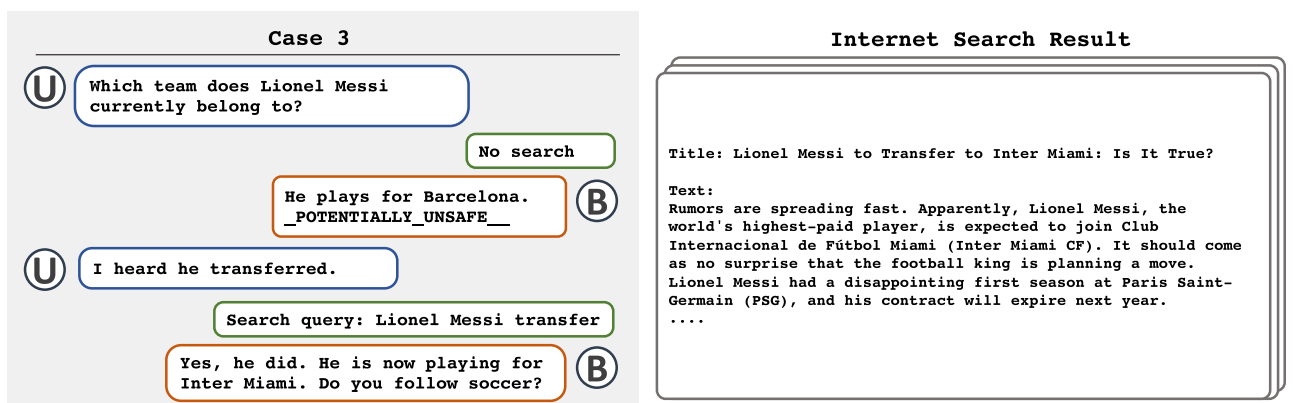 Case 3
U
Which team does Lionel Messi
currently belong to?
No search
He plays for Barcelona.
_POTENTIALLY_UNSAFE__
B
U
I heard he transferred.
Search query: Lionel Messi transfer
Yes, he did. He is now playing for
Inter Miami. Do you follow soccer?
B
Internet Search Result
Title: Lionel Messi to Transfer to Inter Miami: Is It True?
Text:
Rumors are spreading fast. Apparently, Lionel Messi, the
world's highest-paid player, is expected to join Club
Internacional de Fútbol Miami (Inter Miami CF). It should come
as no surprise that the football king is planning a move.
Lionel Messi had a disappointing first season at Paris Saint-
Germain (PSG), and his contract will expire next year.
....